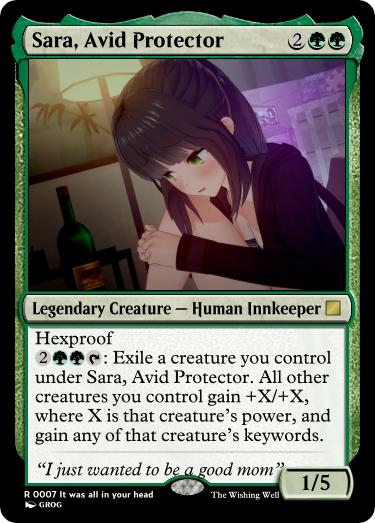 Sara, Avid Protector 2
Legendary Creature — Human Innkeeper
Hexproof
2: Exile a creature you control
under Sara, Avid Protector. All other
creatures you control gain +X/+X,
where X is that creature's power, and
gain any of that creature's keywords.
“I just wanted to be a good mom”
1/5
R 0007 It was all in your head
The Wishing Well
GROG